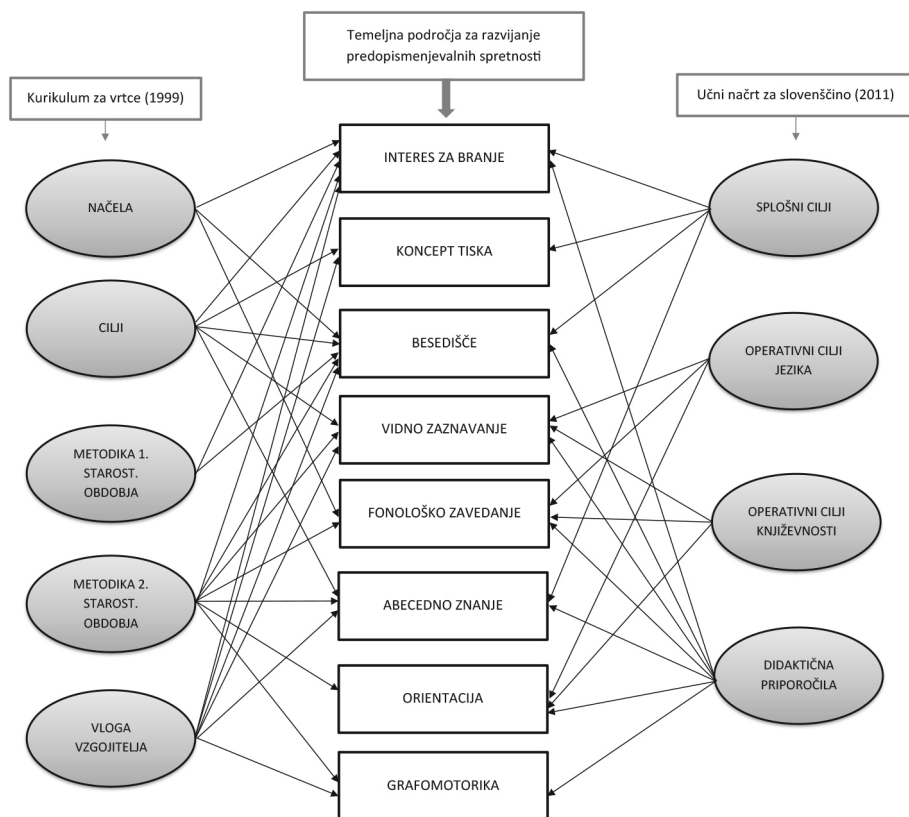 Temeljna področja za razvijanje
predopismenjevalnih spretnosti
Kurikulum za vrtce (1999)
Učni načrt za slovenščino (2011)
NAČELA
CILJI
METODIKA 1.
STAROST.
OBDOBJA
METODIKA 2.
STAROST.
OBDOBJA
VLOGA
VZGOJITELJA
INTERES ZA BRANJE
KONCEPT TISKA
BESEDIŠČE
VIDNO ZAZNAVANJE
FONOLOŠKO ZAVEDANJE
ABECEDNO ZNANJE
ORIENTACIJA
GRAFOMOTORIKA
SPLOŠNI CILJI
OPERATIVNI CILJI
JEZIKA
OPERATIVNI CILJI
KNJIŽEVNOSTI
DIDAKTIČNA
PRIPOROČILA